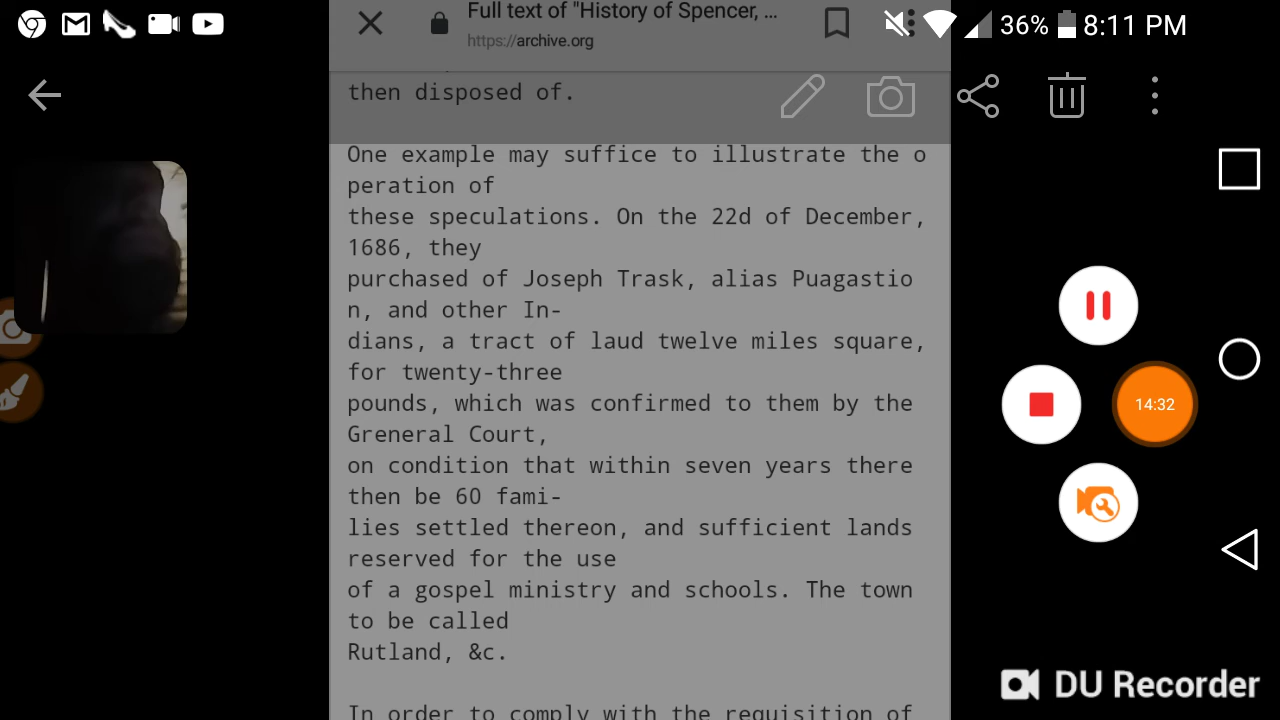 36% 8:11 PM
Full text of "History of Spencer, ...
https://archive.org
then disposed of.
One example may suffice to illustrate the o
peration of
these speculations. On the 22d of December,
1686, they
purchased of Joseph Trask, alias Puagastio
n, and other In-
dians, a tract of laud twelve miles square,
for twenty-three
pounds, which was confirmed to them by the
Greneral Court,
on condition that within seven years there
then be 60 fami-
lies settled thereon, and sufficient lands
reserved for the use
of a gospel ministry and schools. The town
to be called
Rutland, &c.
In order to comply with the requisition of
14:32
DU Recorder